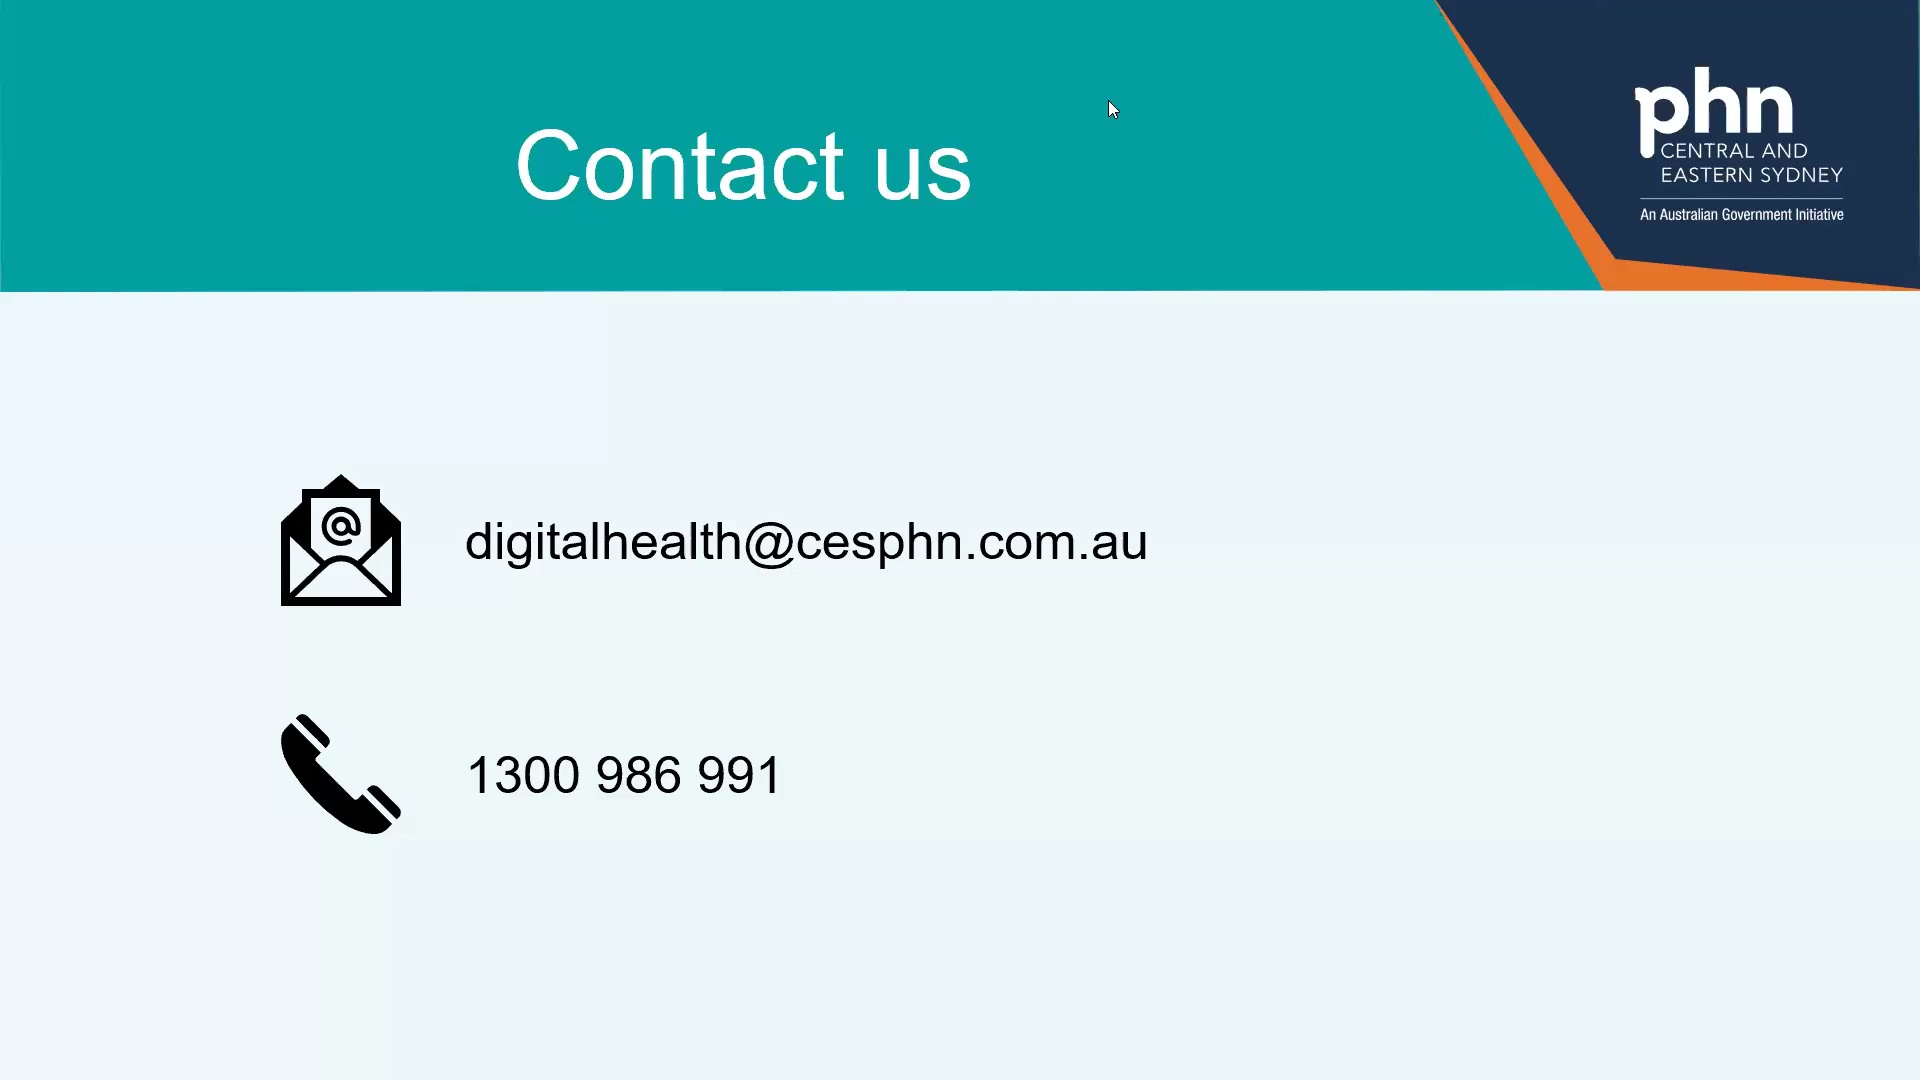 Contact us
phn
CENTRAL AND
EASTERN SYDNEY
An Australian Government Initiative
digitalhealth@cesphn.com.au
1300 986 991